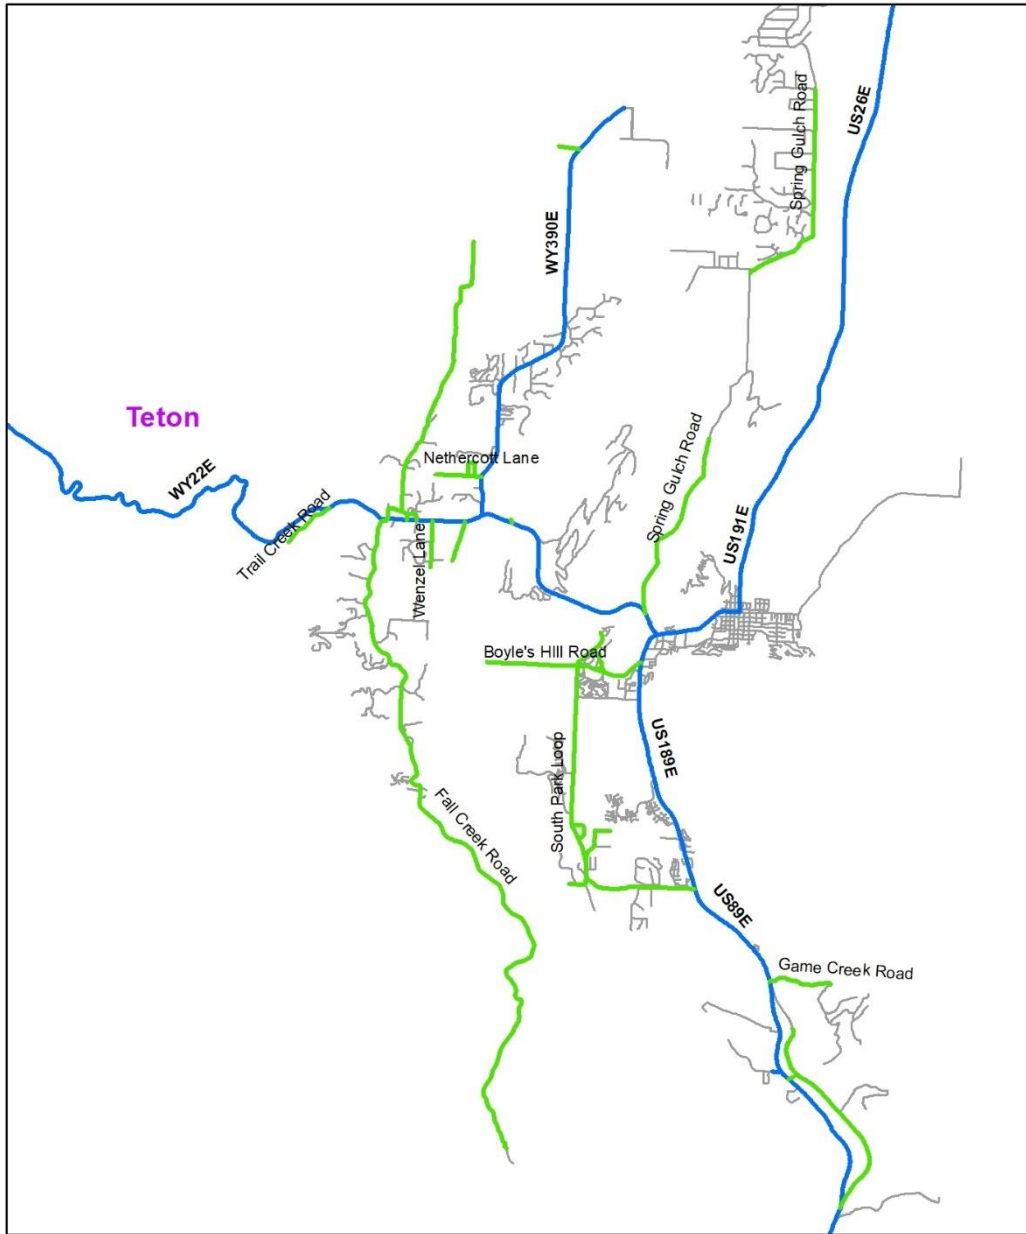 US26E
Spring Gulch Road
WY390E
Teton
Nethercott Lane
WY22E
Spring Gulch Road
Trail Creek Road
US191E
Wenzel Lane
Boyle's HIll Road
US189E
South Park Loop
Fall Creek Road
US89E
Game Creek Road